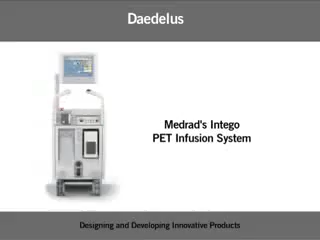 Daedelus
Medrad's Intego
PET Infusion System
Designing and Developing Innovative Products